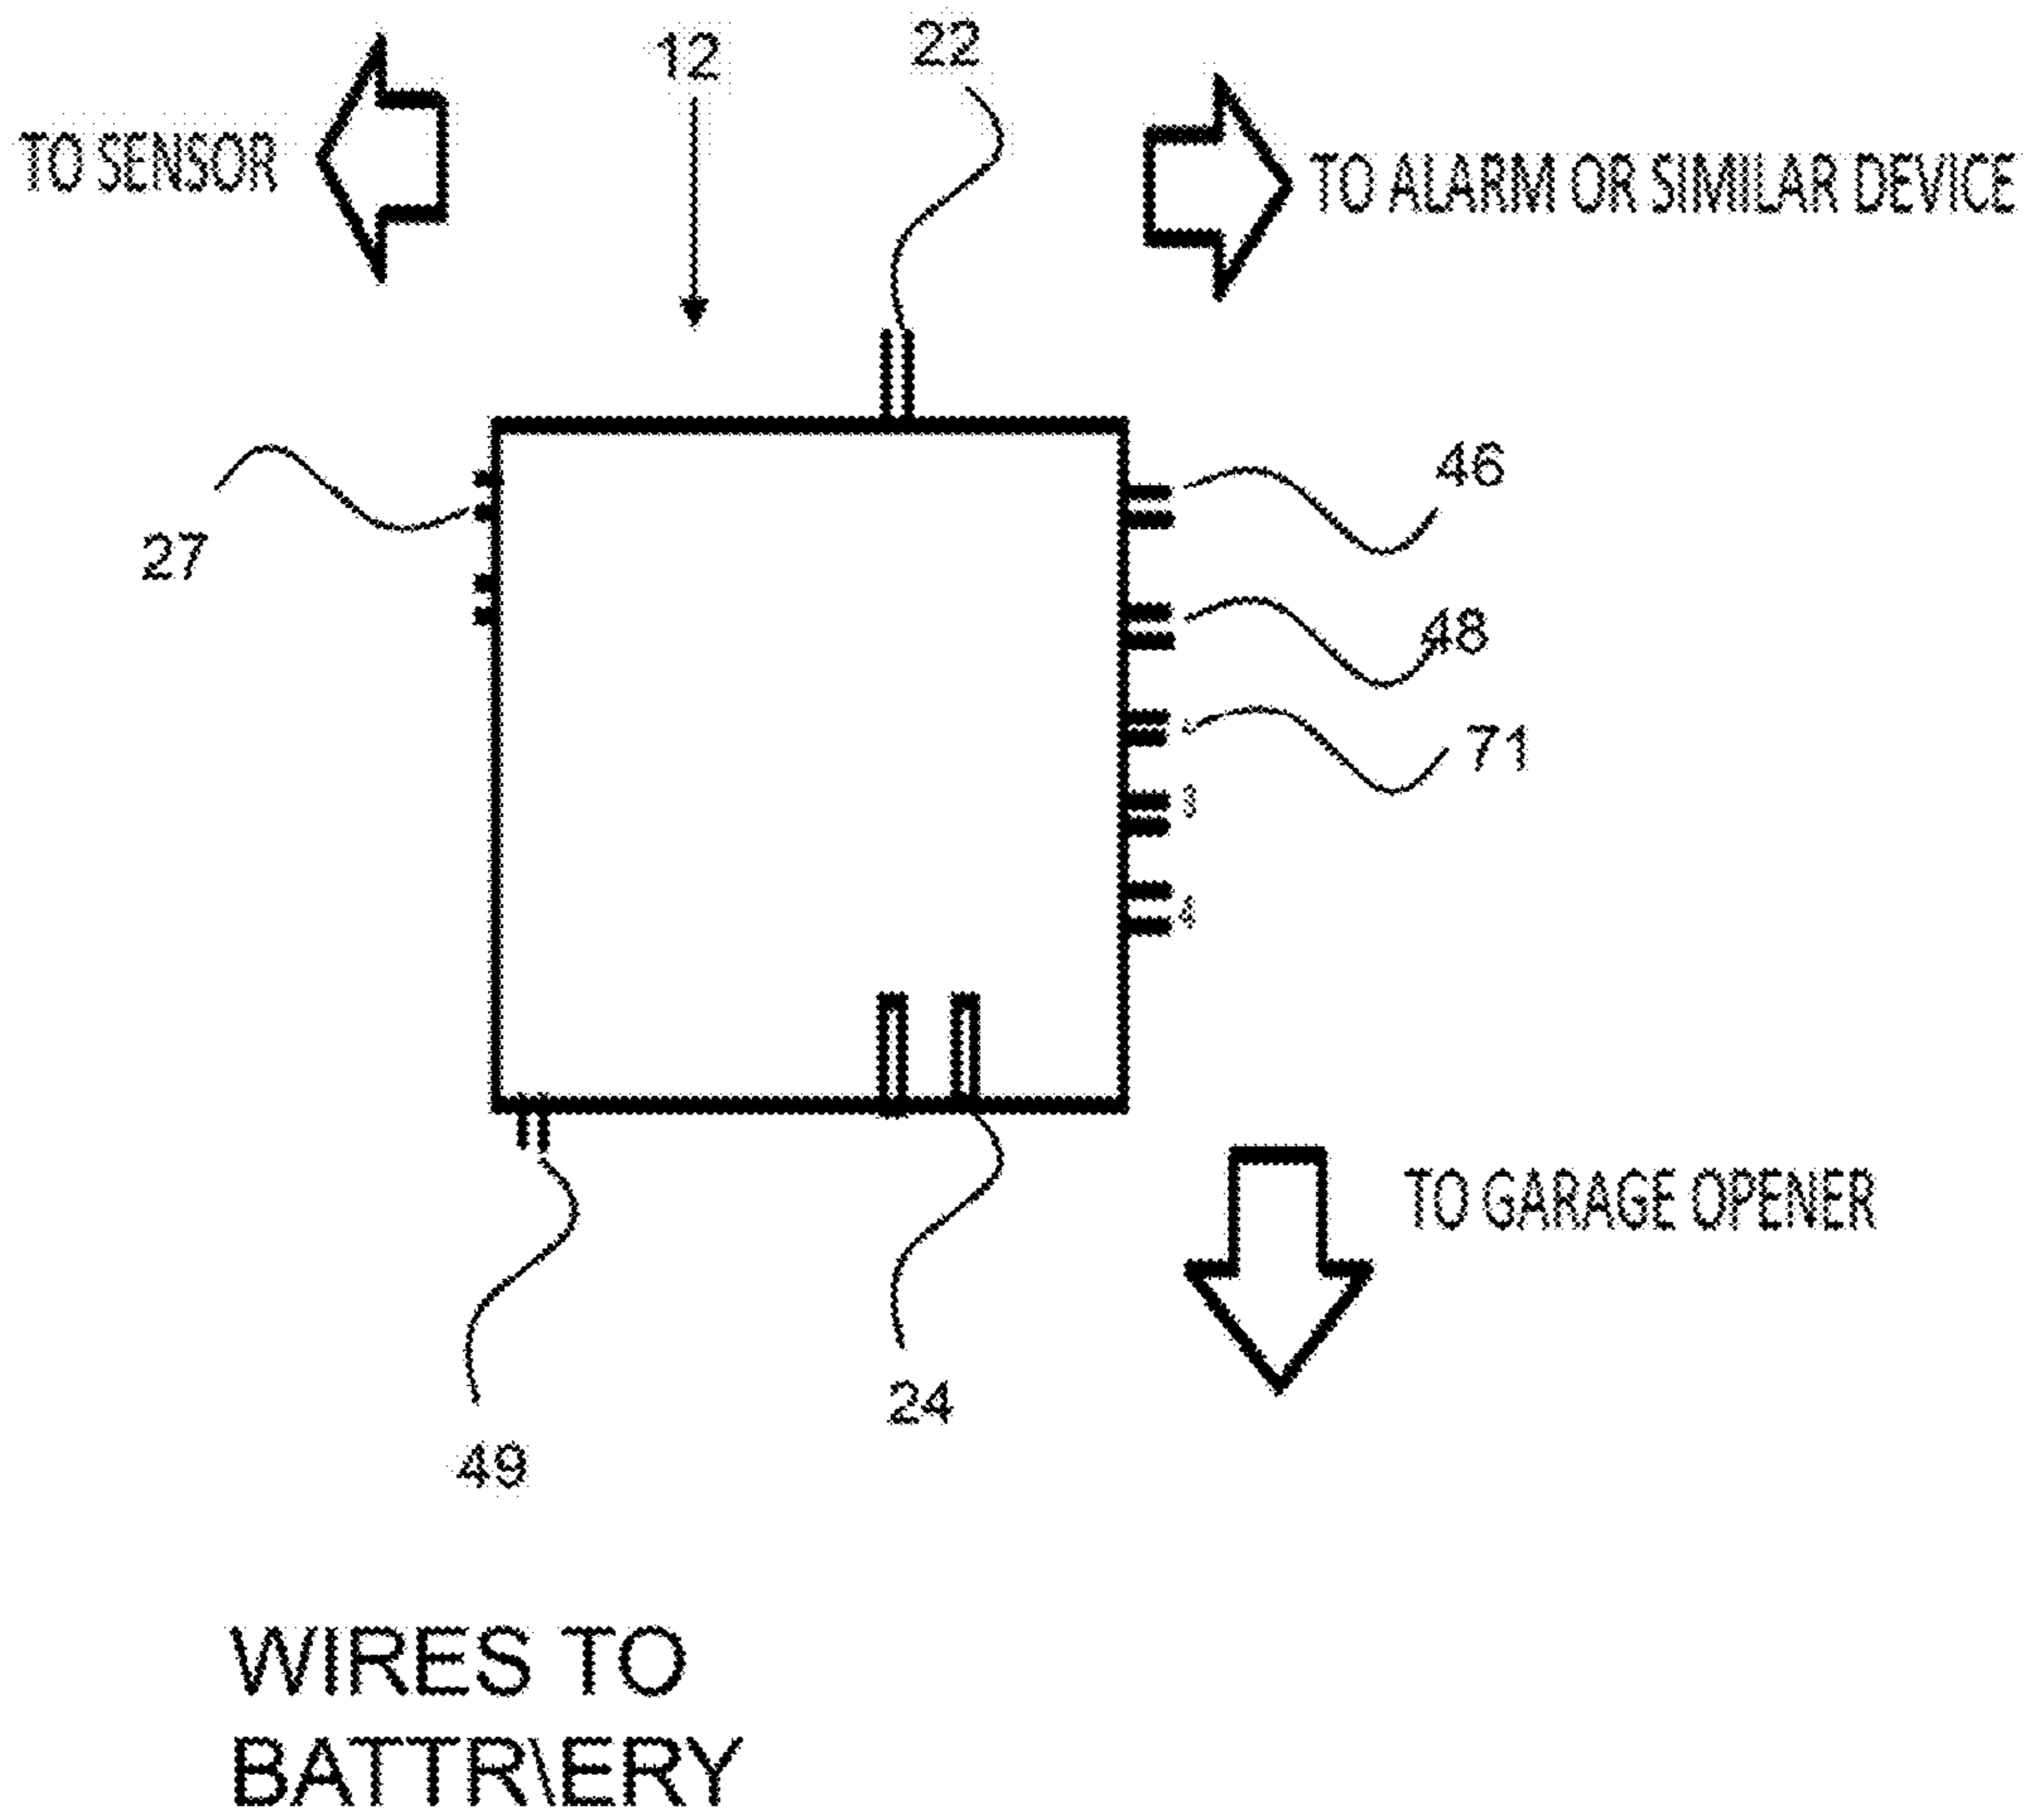 12
22
TO SENSOR
TO ALARM OR SIMILAR DEVICE
46
27
48
71
3
4
TO GARAGE OPENER
24
49
WIRES TO
BATTR\ERY